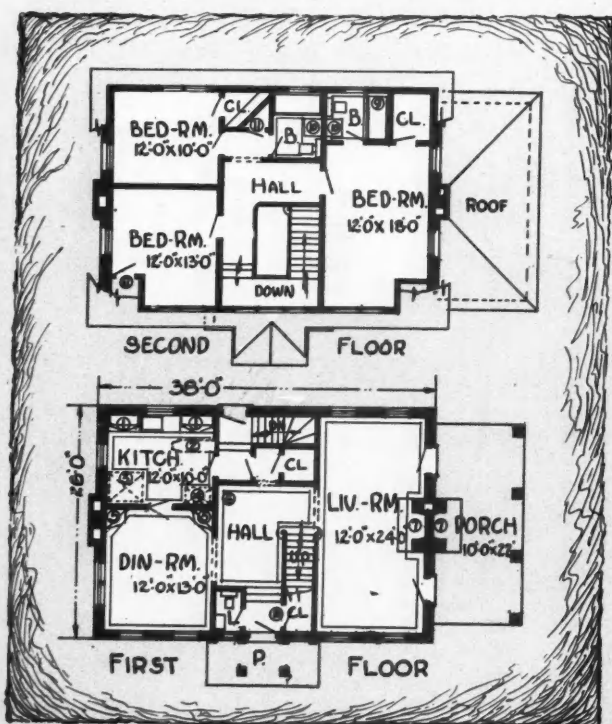 CL.
B.
B.
CL.
BED-RM.
12'-0"x10'-0"
HALL
BED-RM.
12'-0"x18'-0"
ROOF
BED-RM.
12'-0"x13'-0"
DOWN
SECOND FLOOR
38'-0"
26'-0"
KITCH.
12'-0"x10'-0"
CL
LIV.-RM.
12'-0"x24'-0"
HALL
PORCH
10'-0"x22'
DIN-RM.
12'-0"x13'-0"
CL
P.
FIRST FLOOR